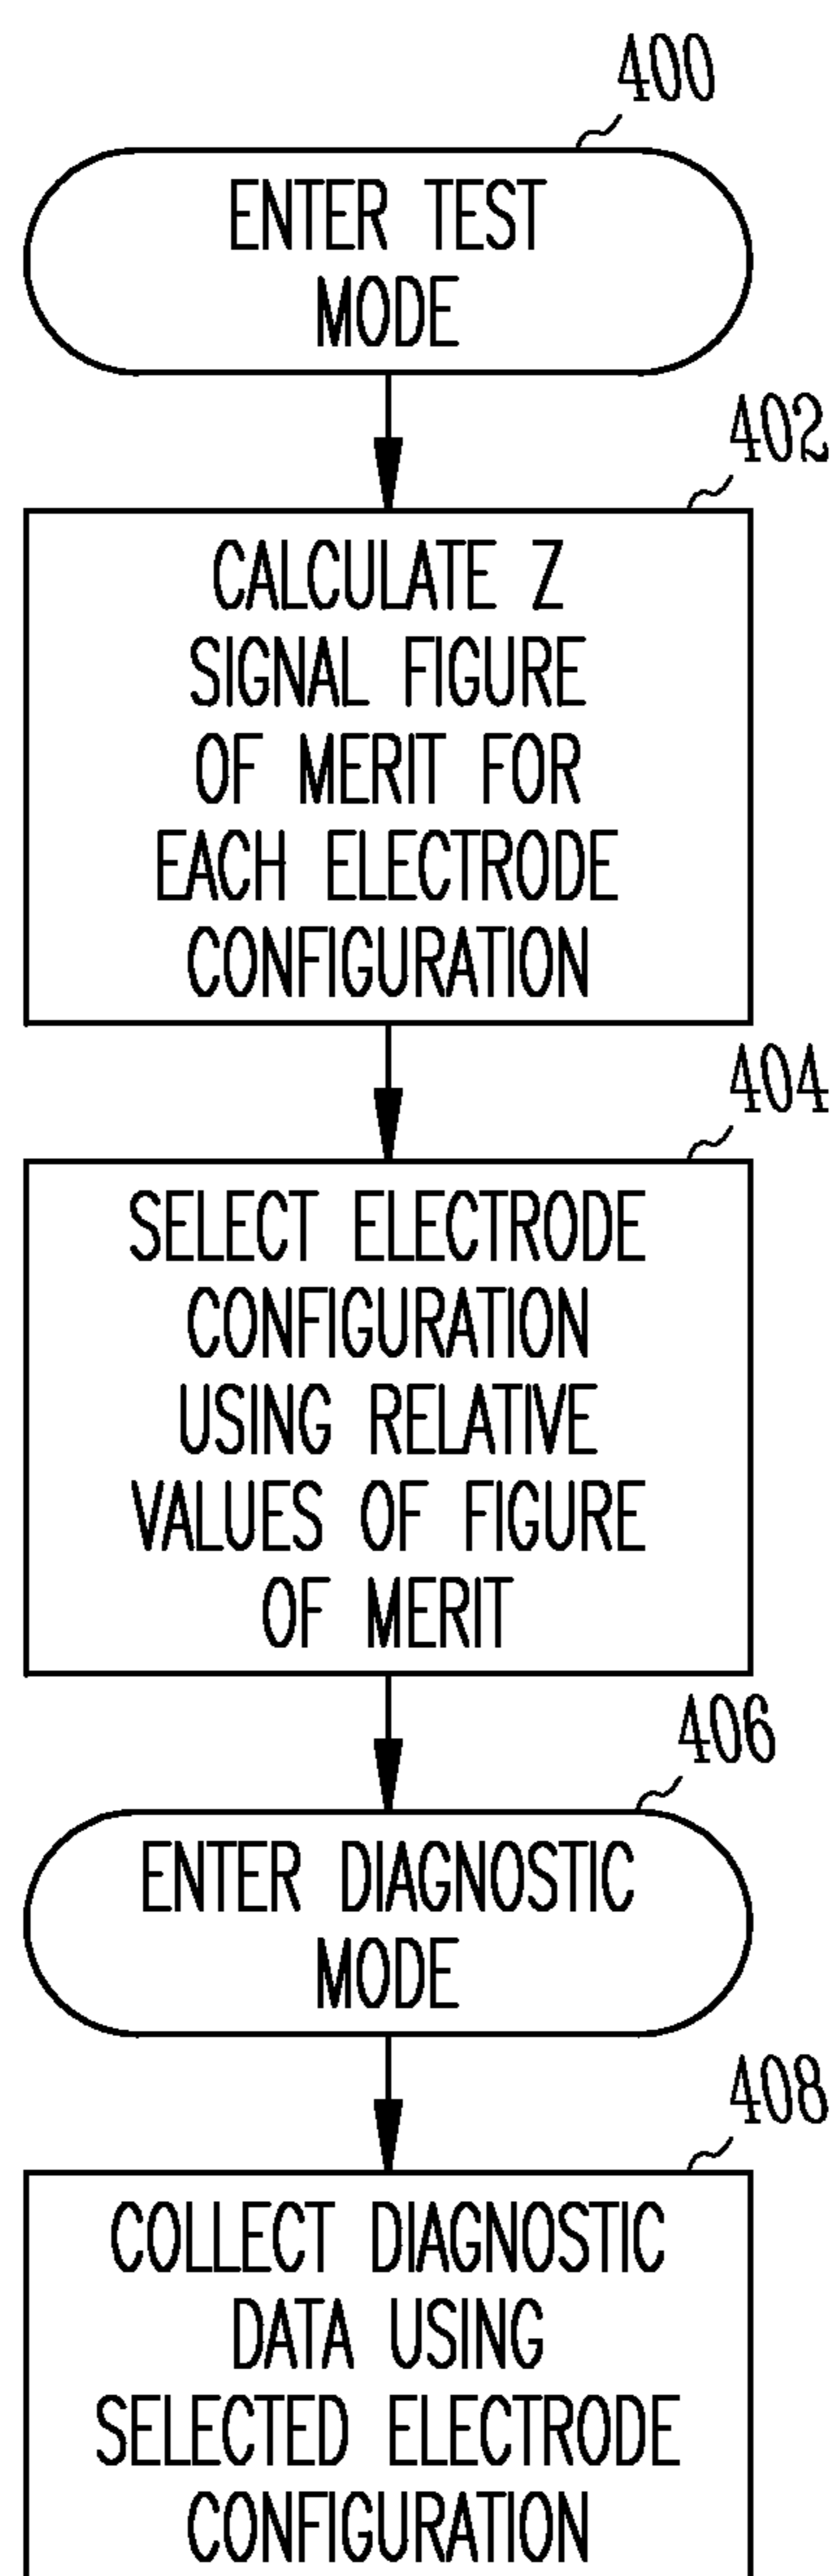 400
ENTER TEST
MODE
402
CALCULATE Z
SIGNAL FIGURE
OF MERIT FOR
EACH ELECTRODE
CONFIGURATION
404
SELECT ELECTRODE
CONFIGURATION
USING RELATIVE
VALUES OF FIGURE
OF MERIT
406
ENTER DIAGNOSTIC
MODE
408
COLLECT DIAGNOSTIC
DATA USING
SELECTED ELECTRODE
CONFIGURATION